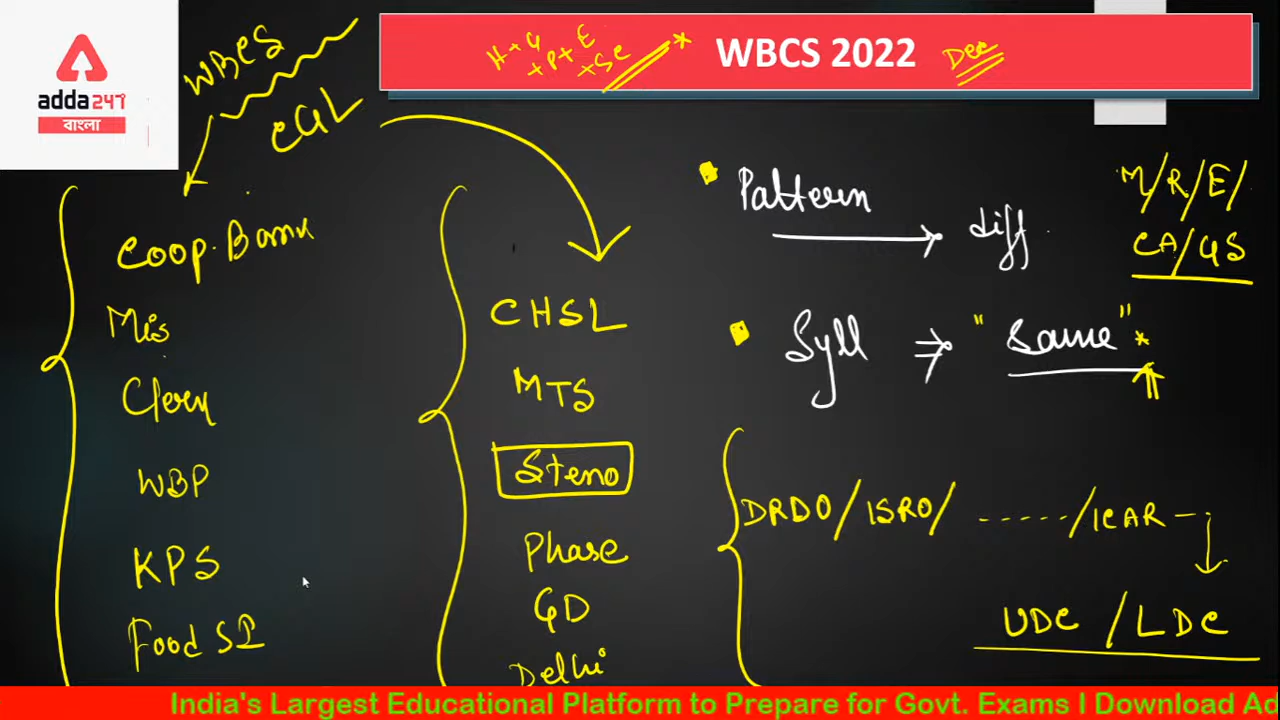 adda247
বাংলা
WBCS
CGL
H+G
+P+E
+Sc *
WBCS 2022
Dec
Coop. Bank
Mis
Clerk
WBP
KPS
Food SI
CHSL
MTS
Steno
Phase
GD
Delhi
Pattern → diff
M/R/E/
CA/GS
Syll ⇒ "Same" *
DRDO/ISRO/ ...../ICAR
UDC / LDC
India's Largest Educational Platform to Prepare for Govt. Exams I Download Ad